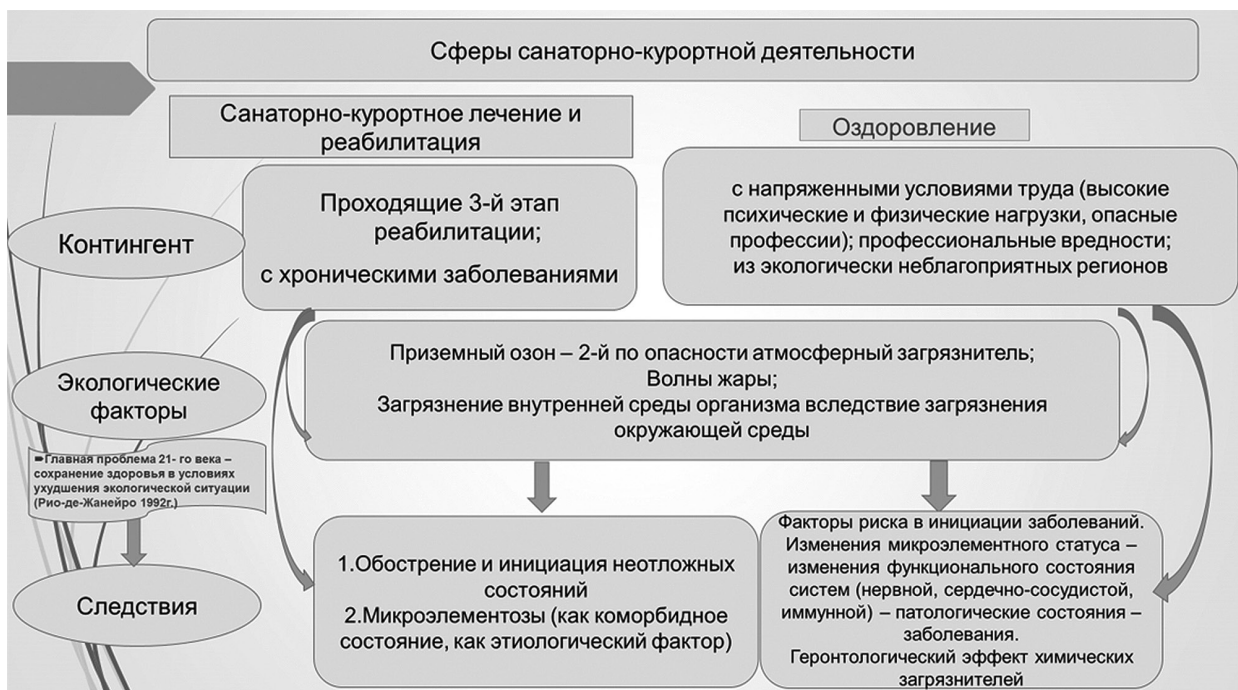 Сферы санаторно-курортной деятельности
Санаторно-курортное лечение и
реабилитация
Оздоровление
Контингент
Проходящие 3-й этап
реабилитации;
с хроническими заболеваниями
с напряженными условиями труда (высокие
психические и физические нагрузки, опасные
профессии); профессиональные вредности;
из экологически неблагоприятных регионов
Экологические
факторы
Приземный озон – 2-й по опасности атмосферный загрязнитель;
Волны жары;
Загрязнение внутренней среды организма вследствие загрязнения
окружающей среды
Главная проблема 21- го века –
сохранение здоровья в условиях
ухудшения экологической ситуации
(Рио-де-Жанейро 1992г.)
Следствия
1.Обострение и инициация неотложных
состояний
2.Микроэлементозы (как коморбидное
состояние, как этиологический фактор)
Факторы риска в инициации заболеваний.
Изменения микроэлементного статуса –
изменения функционального состояния
систем (нервной, сердечно-сосудистой,
иммунной) – патологические состояния –
заболевания.
Геронтологический эффект химических
загрязнителей